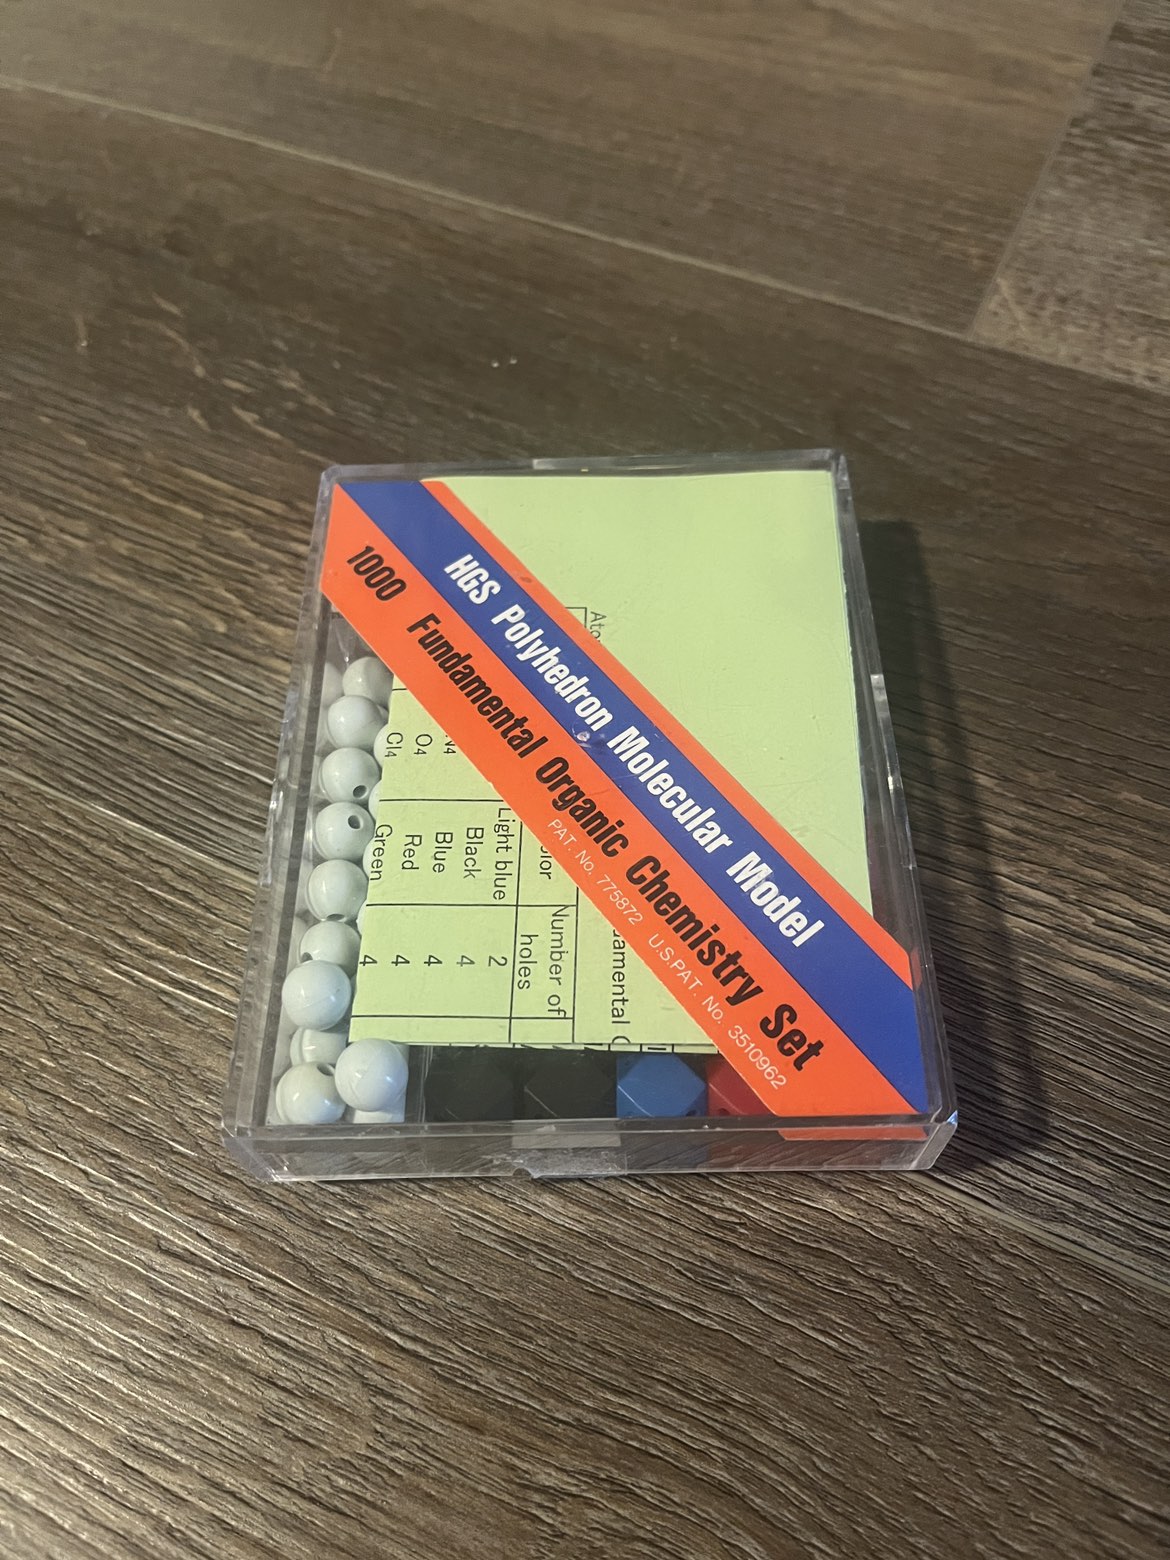 HGS Polyhedron Molecular Model
1000 Fundamental Organic Chemistry Set
PAT. No. 775872 U.S.PAT. No. 3510962
Number of
holes
Light blue 2
Black 4
Blue 4
O4 Red 4
Cl4 Green 4